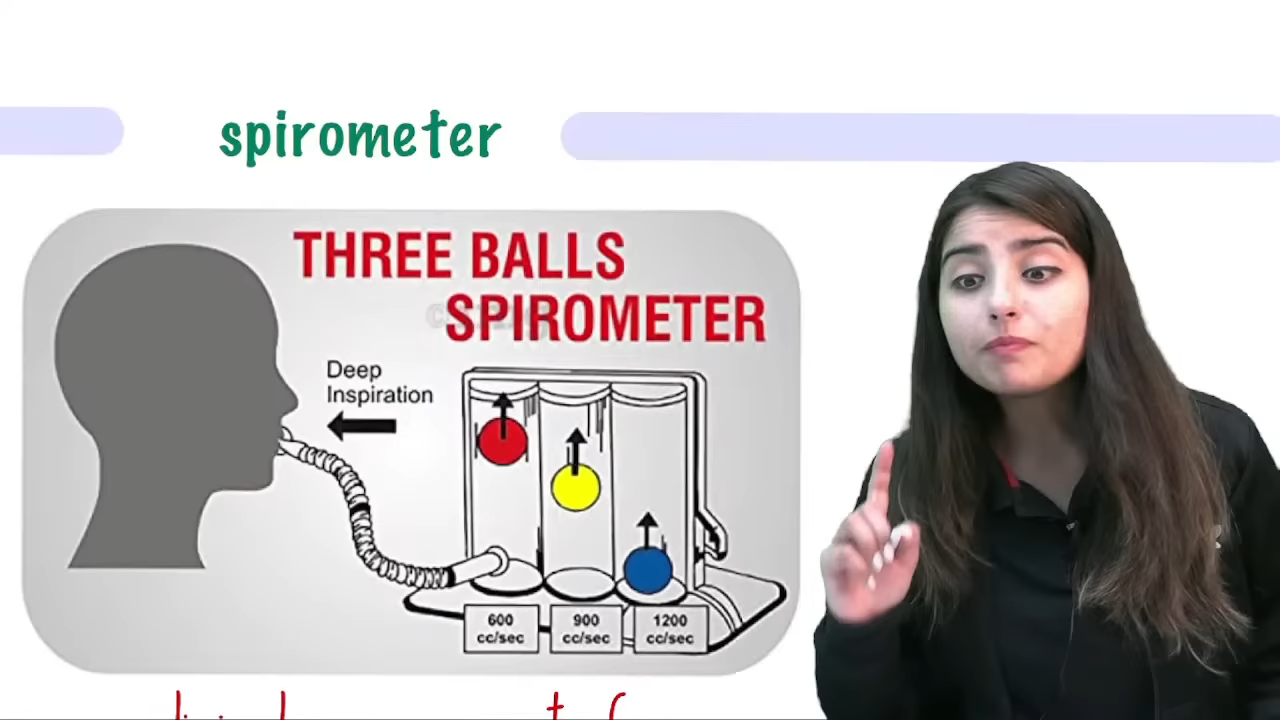 spirometer
THREE BALLS
SPIROMETER
Deep
Inspiration
600
cc/sec
900
cc/sec
1200
cc/sec